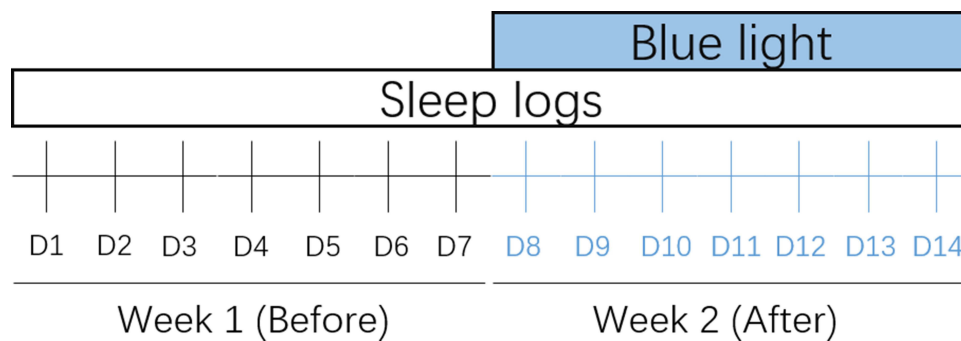 Blue light
Sleep logs
D1 D2 D3 D4 D5 D6 D7 D8 D9 D10 D11 D12 D13 D14
Week 1 (Before) Week 2 (After)